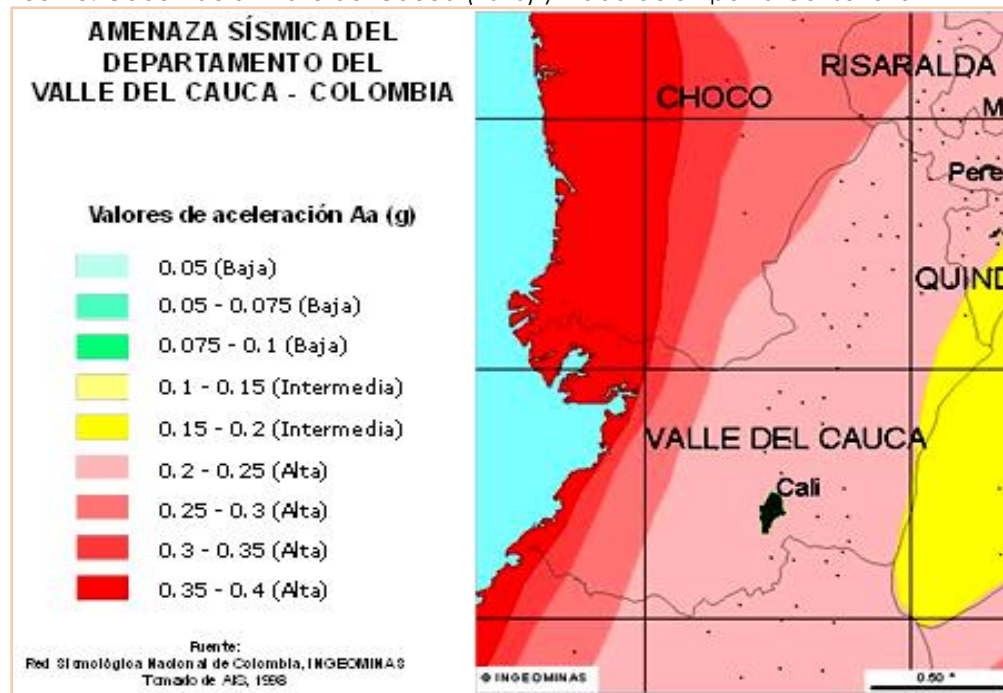 AMENAZA SÍSMICA DEL
DEPARTAMENTO DEL
VALLE DEL CAUCA - COLOMBIA
Valores de aceleración Aa (g)
0.05 (Baja)
0.05 - 0.075 (Baja)
0.075 - 0.1 (Baja)
0.1 - 0.15 (Intermedia)
0.15 - 0.2 (Intermedia)
0.2 - 0.25 (Alta)
0.25 - 0.3 (Alta)
0.3 - 0.35 (Alta)
0.35 - 0.4 (Alta)
Fuente:
Red Sismológica Nacional de Colombia, INGEOMINAS
Tomado de AIS, 1998
RISARALDA
CHOCO
M
Pere
QUIND
VALLE DEL CAUCA
Cali
© INGEOMINAS
0.50 °